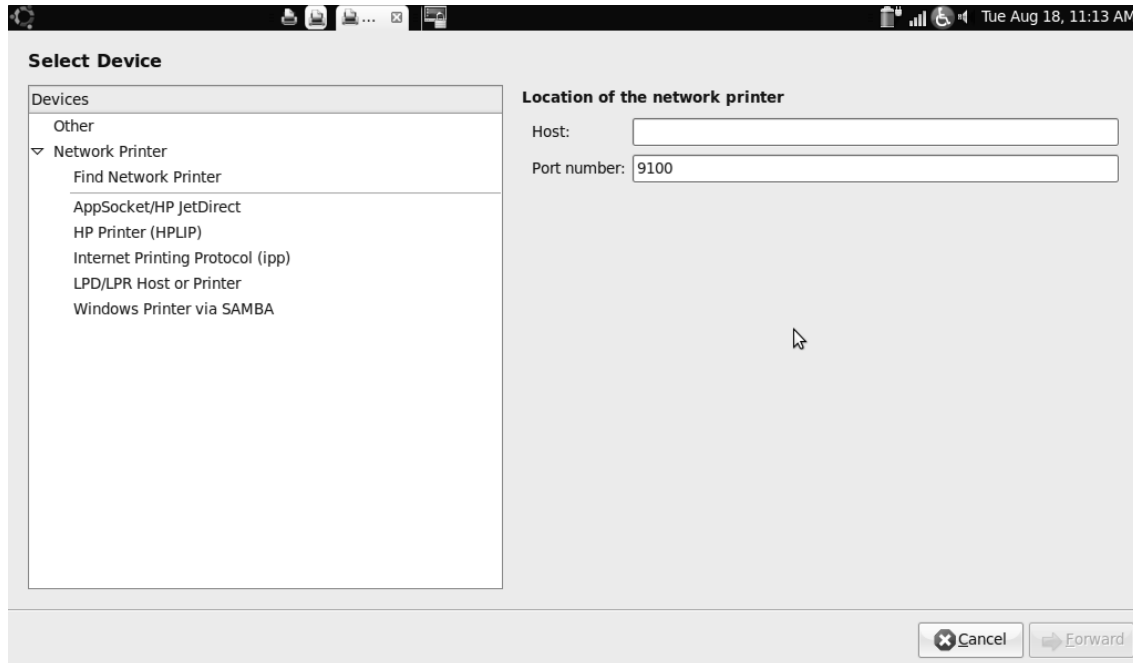 ... Tue Aug 18, 11:13 AM
Select Device
Devices
Other
Network Printer
Find Network Printer
AppSocket/HP JetDirect
HP Printer (HPLIP)
Internet Printing Protocol (ipp)
LPD/LPR Host or Printer
Windows Printer via SAMBA
Location of the network printer
Host:
Port number: 9100
Cancel Forward